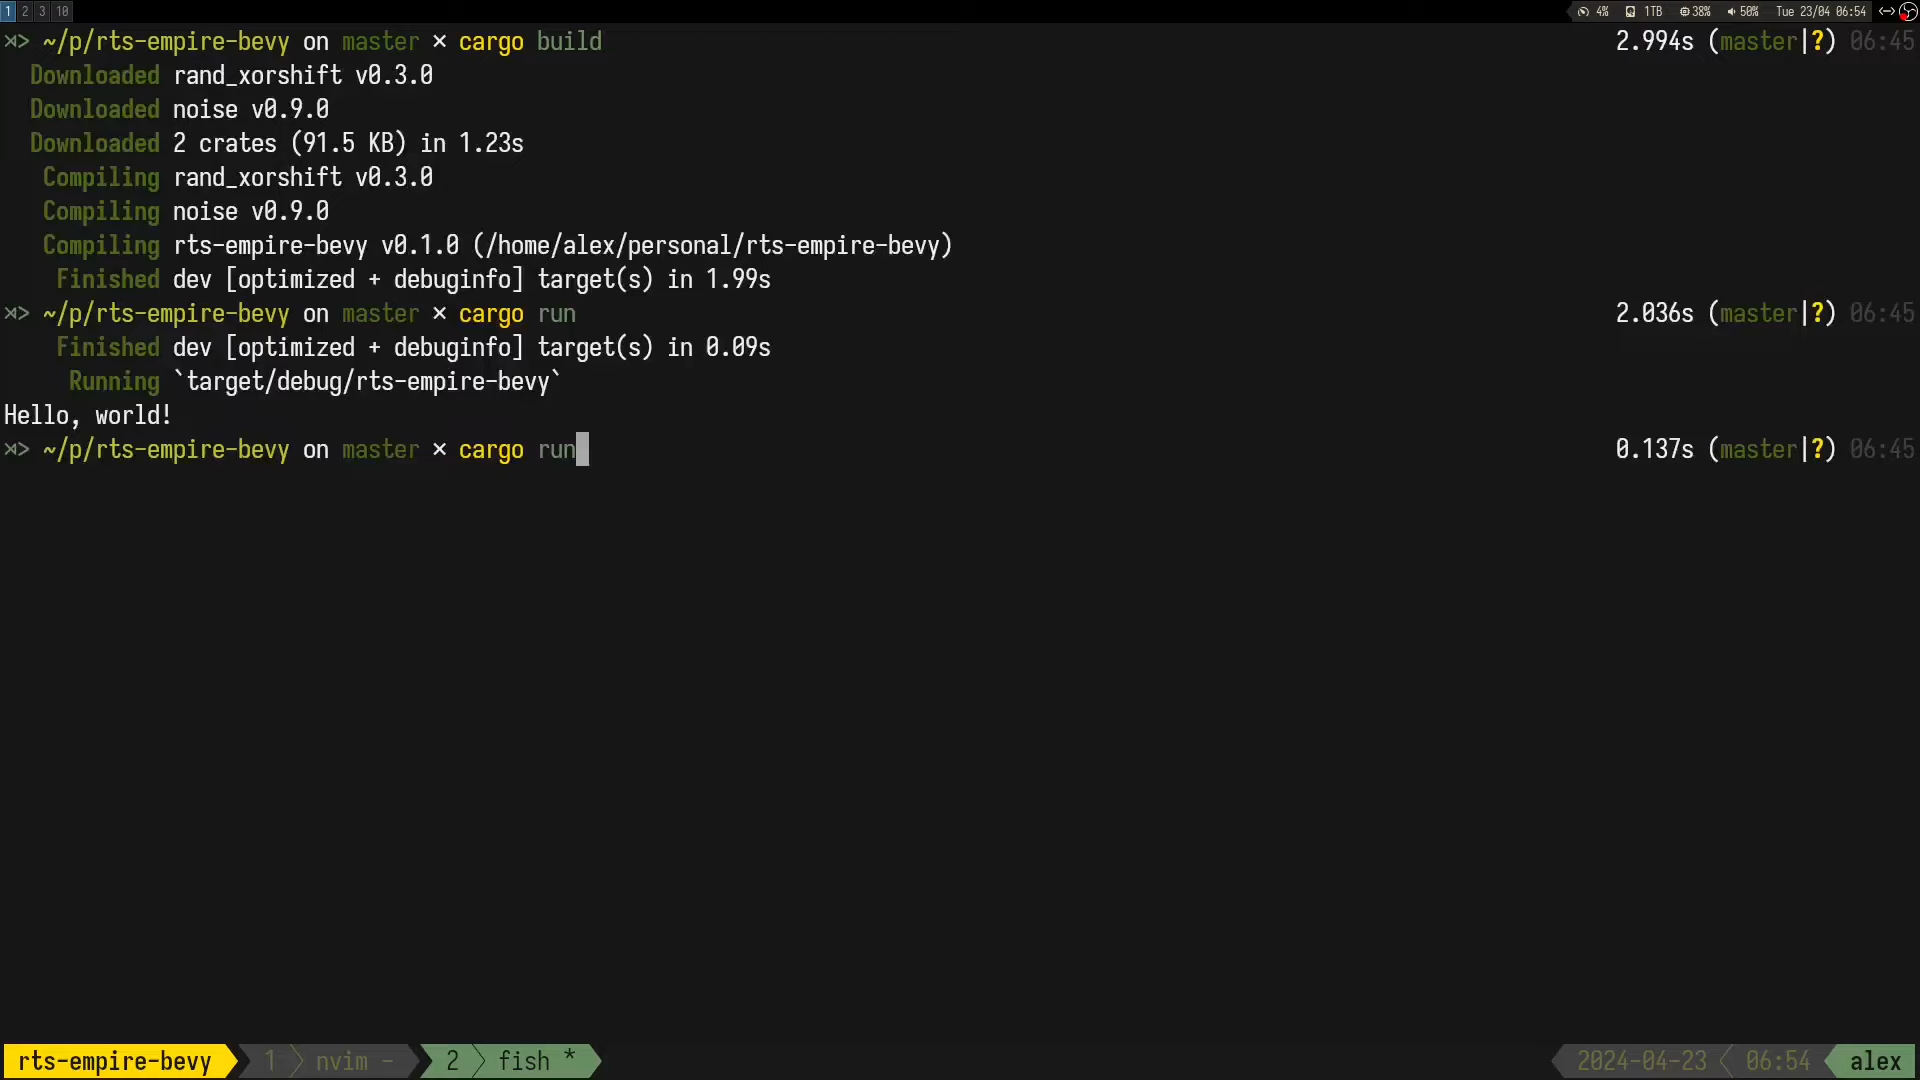 1 2 3 10 4% 1TB 38% 50% Tue 23/04 06:54
~/p/rts-empire-bevy on master × cargo build 2.994s (master|?) 06:45
Downloaded rand_xorshift v0.3.0
Downloaded noise v0.9.0
Downloaded 2 crates (91.5 KB) in 1.23s
Compiling rand_xorshift v0.3.0
Compiling noise v0.9.0
Compiling rts-empire-bevy v0.1.0 (/home/alex/personal/rts-empire-bevy)
Finished dev [optimized + debuginfo] target(s) in 1.99s
~/p/rts-empire-bevy on master × cargo run 2.036s (master|?) 06:45
Finished dev [optimized + debuginfo] target(s) in 0.09s
Running `target/debug/rts-empire-bevy`
Hello, world!
~/p/rts-empire-bevy on master × cargo run 0.137s (master|?) 06:45
rts-empire-bevy 1 nvim - 2 fish * 2024-04-23 06:54 alex